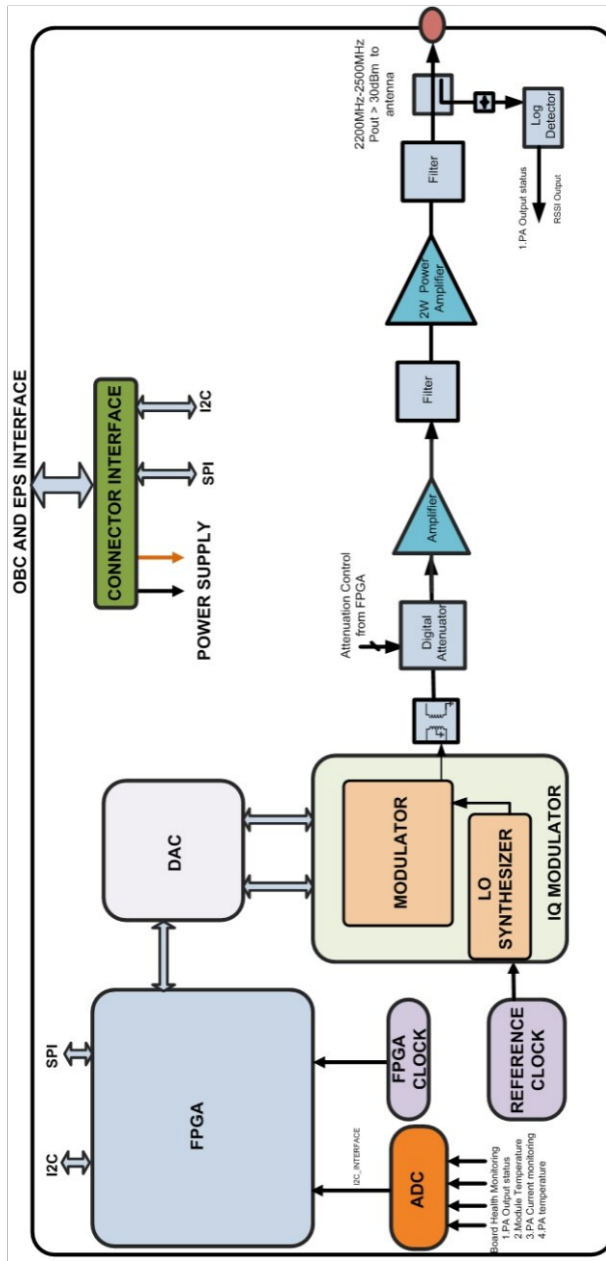 OBC AND EPS INTERFACE
CONNECTOR INTERFACE
POWER SUPPLY
SPI
I2C
I2C
SPI
FPGA
DAC
I2C_INTERFACE
ADC
FPGA
CLOCK
REFERENCE
CLOCK
Board Health Monitoring
1.PA Output status
2.Module Temperature
3.PA Current monitoring
4.PA temperature
MODULATOR
LO
SYNTHESIZER
IQ MODULATOR
Attenuation Control
from FPGA
Digital
Attenuator
Amplifier
Filter
2W Power
Amplifier
Filter
2200MHz-2500MHz
Pout > 30dBm to
antenna
Log
Detector
1.PA Output status
RSSI Output